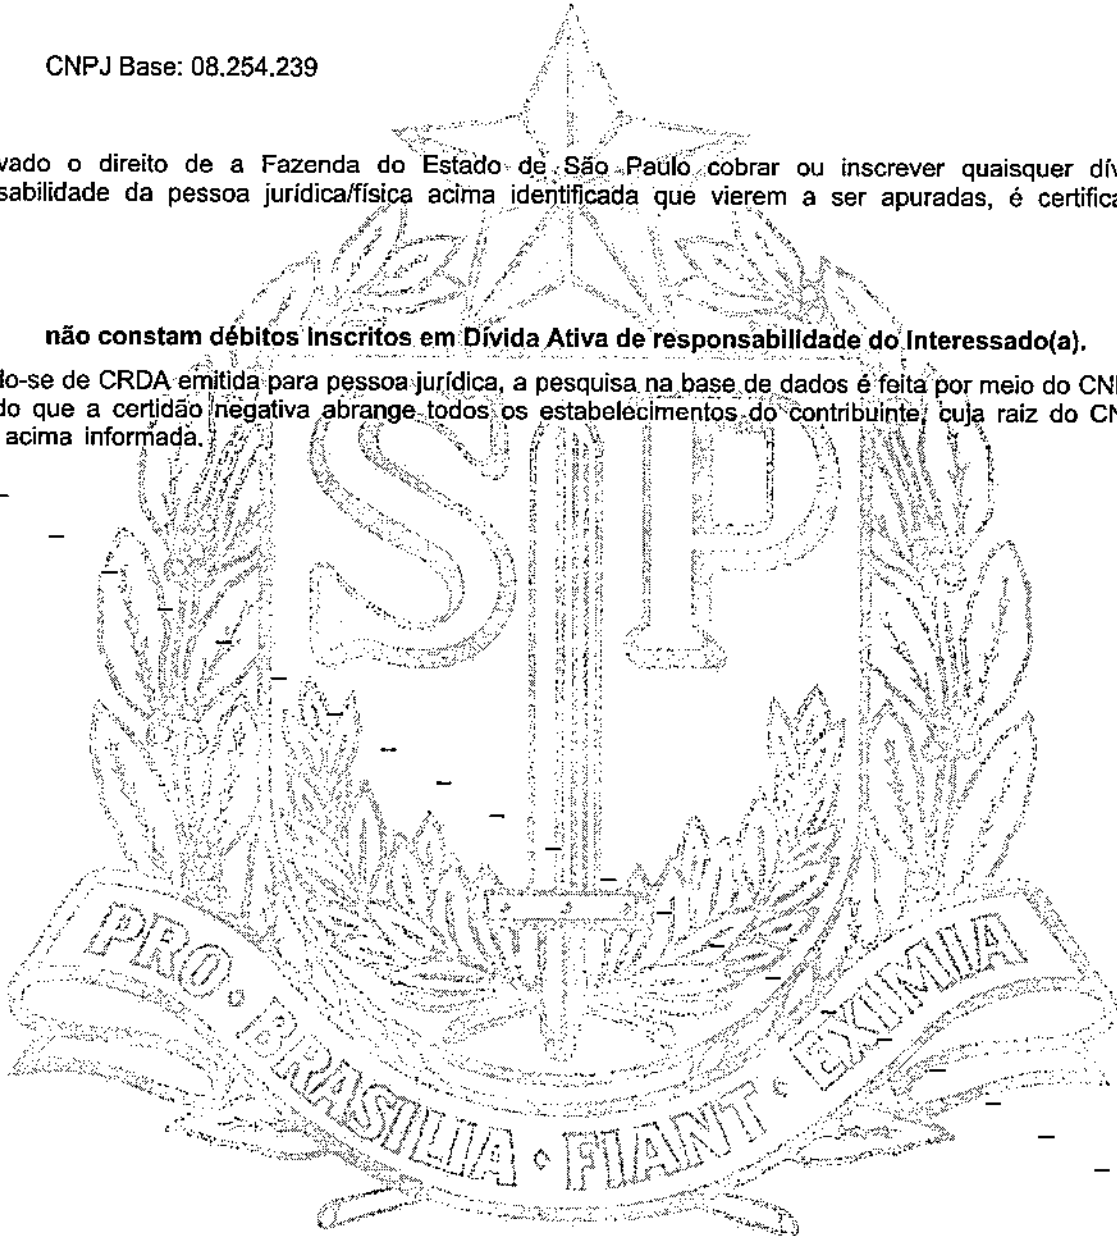 CNPJ Base: 08.254.239
vado o direito de a Fazenda do Estado de São Paulo cobrar ou inscrever quaisquer dív
sabilidade da pessoa jurídica/física acima identificada que vierem a ser apuradas, é certifica
não constam débitos inscritos em Dívida Ativa de responsabilidade do Interessado(a).
do-se de CRDA emitida para pessoa jurídica, a pesquisa na base de dados é feita por meio do CNP
do que a certidão negativa abrange todos os estabelecimentos do contribuinte, cuja raiz do CN
acima informada.
SP
PRO BRASILIA FIANT EXIMIA